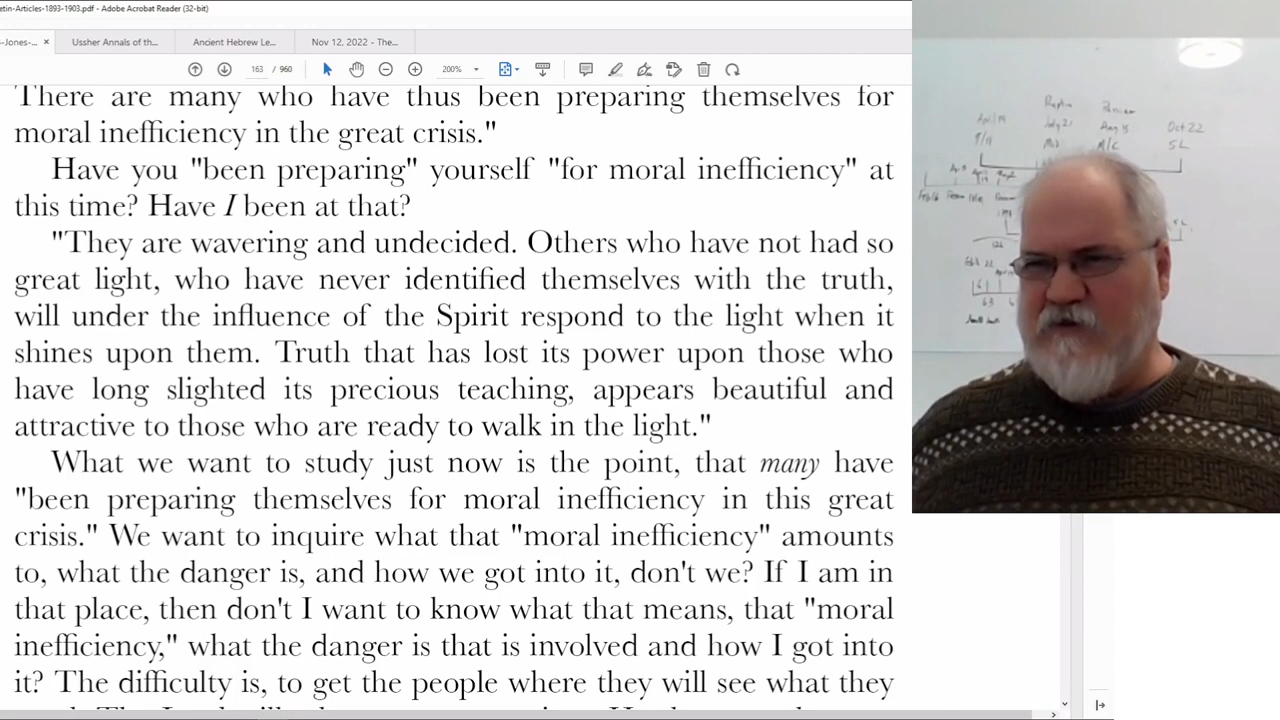 etin-Articles-1893-1903.pdf - Adobe Acrobat Reader (32-bit)
-Jones-... × Ussher Annals of th... Ancient Hebrew Le... Nov 12, 2022 - The...
163 / 960 200%
There are many who have thus been preparing themselves for
moral inefficiency in the great crisis."
Have you "been preparing" yourself "for moral inefficiency" at
this time? Have I been at that?
"They are wavering and undecided. Others who have not had so
great light, who have never identified themselves with the truth,
will under the influence of the Spirit respond to the light when it
shines upon them. Truth that has lost its power upon those who
have long slighted its precious teaching, appears beautiful and
attractive to those who are ready to walk in the light."
What we want to study just now is the point, that many have
"been preparing themselves for moral inefficiency in this great
crisis." We want to inquire what that "moral inefficiency" amounts
to, what the danger is, and how we got into it, don't we? If I am in
that place, then don't I want to know what that means, that "moral
inefficiency," what the danger is that is involved and how I got into
it? The difficulty is, to get the people where they will see what they
April 19
9/11
July 21
Aug 15
M/C
Oct 22
SL
63